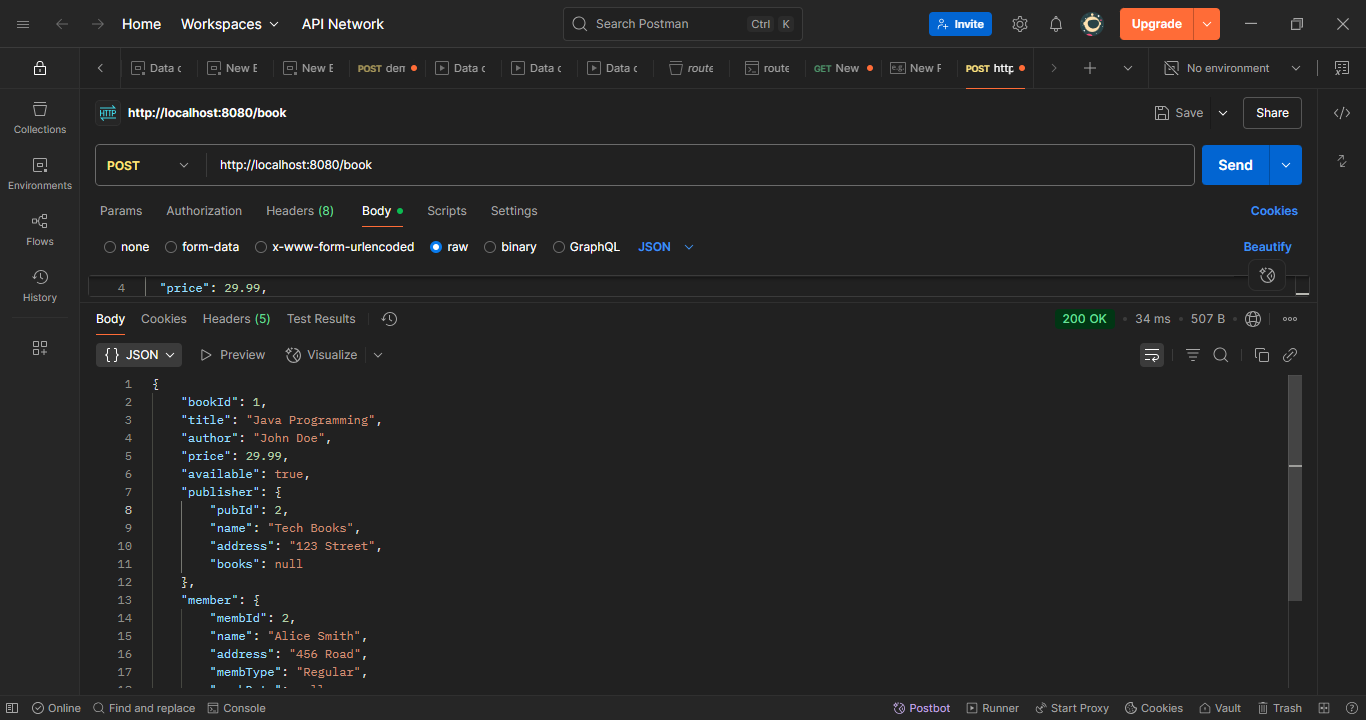 Home Workspaces API Network Search Postman Ctrl K Invite Upgrade
Data c New E New E POST den Data c Data c Data c route route GET New New F POST http No environment
HTTP http://localhost:8080/book Save Share
POST http://localhost:8080/book Send
Params Authorization Headers (8) Body Scripts Settings Cookies
none form-data x-www-form-urlencoded raw binary GraphQL JSON Beautify
4 "price": 29.99,
Body Cookies Headers (5) Test Results 200 OK • 34 ms • 507 B
{} JSON Preview Visualize
1 {
2 "bookId": 1,
3 "title": "Java Programming",
4 "author": "John Doe",
5 "price": 29.99,
6 "available": true,
7 "publisher": {
8 "pubId": 2,
9 "name": "Tech Books",
10 "address": "123 Street",
11 "books": null
12 },
13 "member": {
14 "membId": 2,
15 "name": "Alice Smith",
16 "address": "456 Road",
17 "membType": "Regular",
Collections
Environments
Flows
History
Online Find and replace Console Postbot Runner Start Proxy Cookies Vault Trash